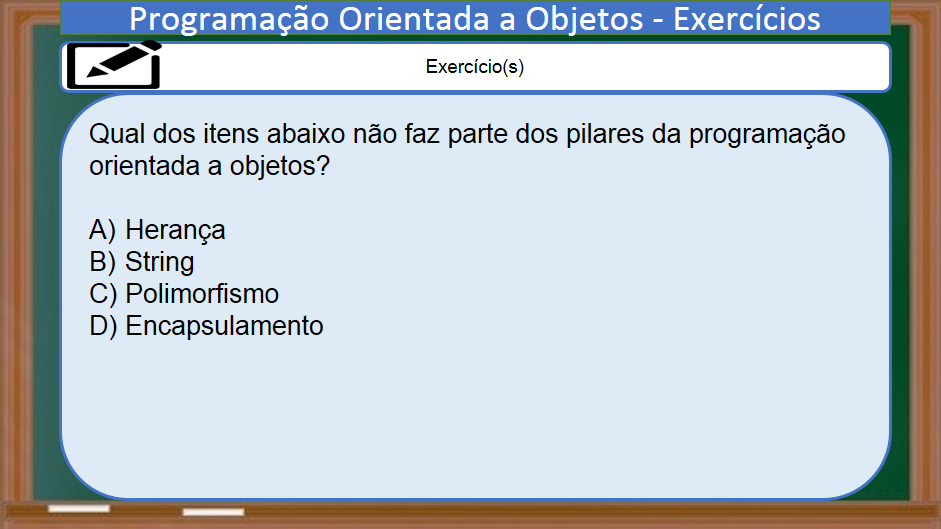 Programação Orientada a Objetos - Exercícios
Exercício(s)
Qual dos itens abaixo não faz parte dos pilares da programação
orientada a objetos?
A) Herança
B) String
C) Polimorfismo
D) Encapsulamento